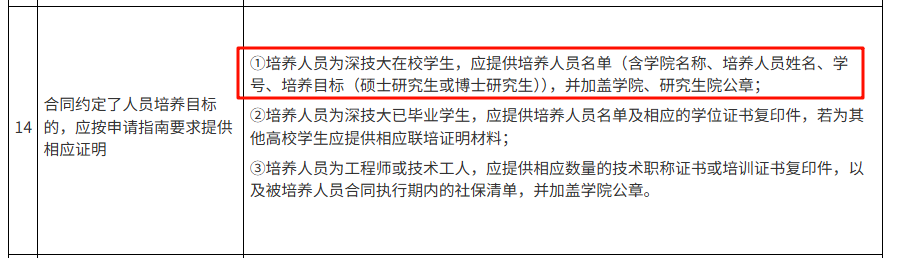 14
合同约定了人员培养目标
的，应按申请指南要求提供
相应证明
①培养人员为深技大在校学生，应提供培养人员名单（含学院名称、培养人员姓名、学
号、培养目标（硕士研究生或博士研究生）），并加盖学院、研究生院公章；
②培养人员为深技大已毕业学生，应提供培养人员名单及相应的学位证书复印件，若为其
他高校学生应提供相应联培证明材料；
③培养人员为工程师或技术工人，应提供相应数量的技术职称证书或培训证书复印件，以
及被培养人员合同执行期内的社保清单，并加盖学院公章。